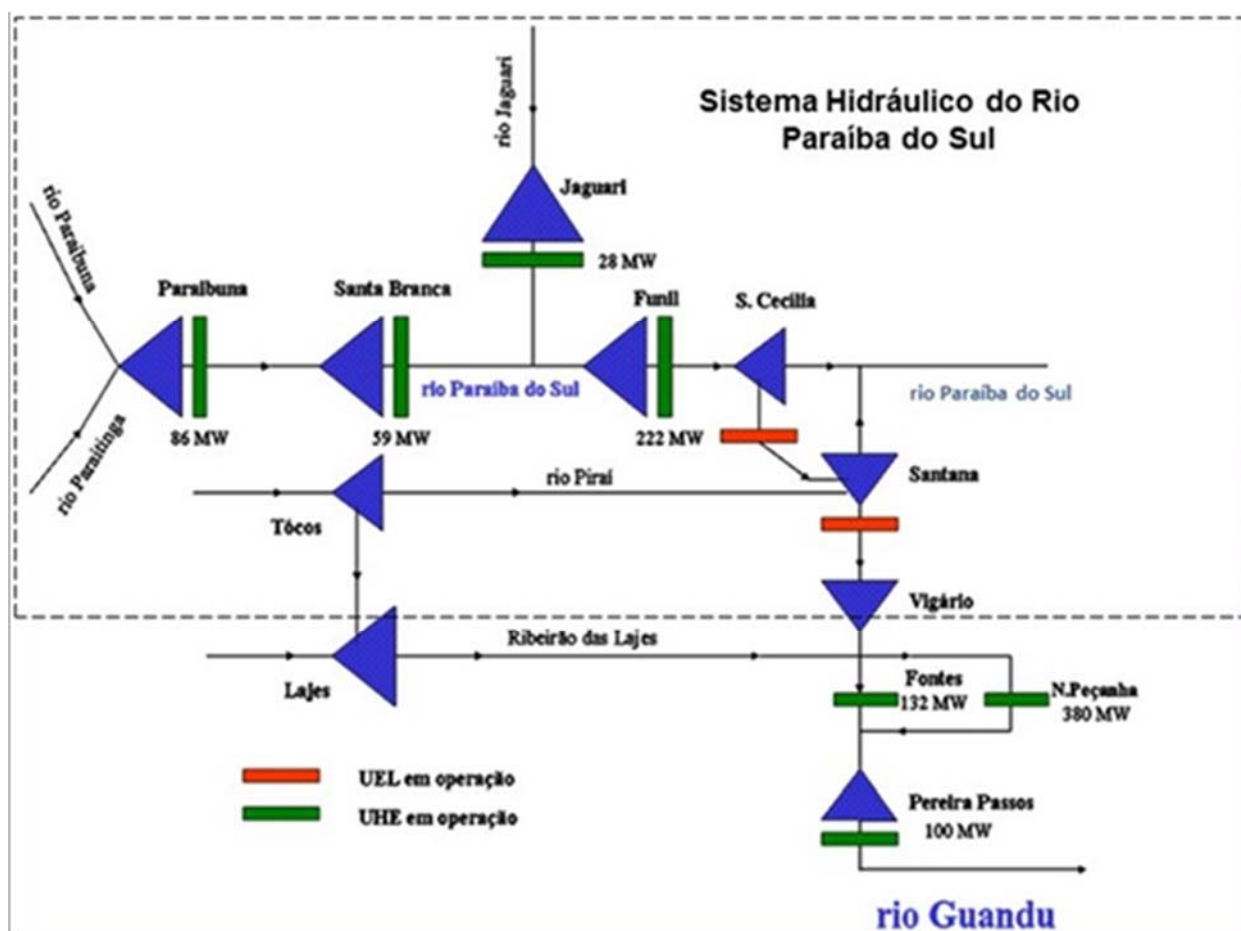 Sistema Hidráulico do Rio
Paraíba do Sul
rio Jaguari
Jaguari
28 MW
rio Paraibuna
Paraibuna
Santa Branca
Funil
S. Cecília
rio Paraíba do Sul
rio Paraíba do Sul
86 MW
59 MW
222 MW
rio Paraitinga
rio Piraí
Santana
Tócos
Vigário
Ribeirão das Lajes
Lajes
Fontes
132 MW
N.Peçanha
380 MW
UEL em operação
UHE em operação
Pereira Passos
100 MW
rio Guandu